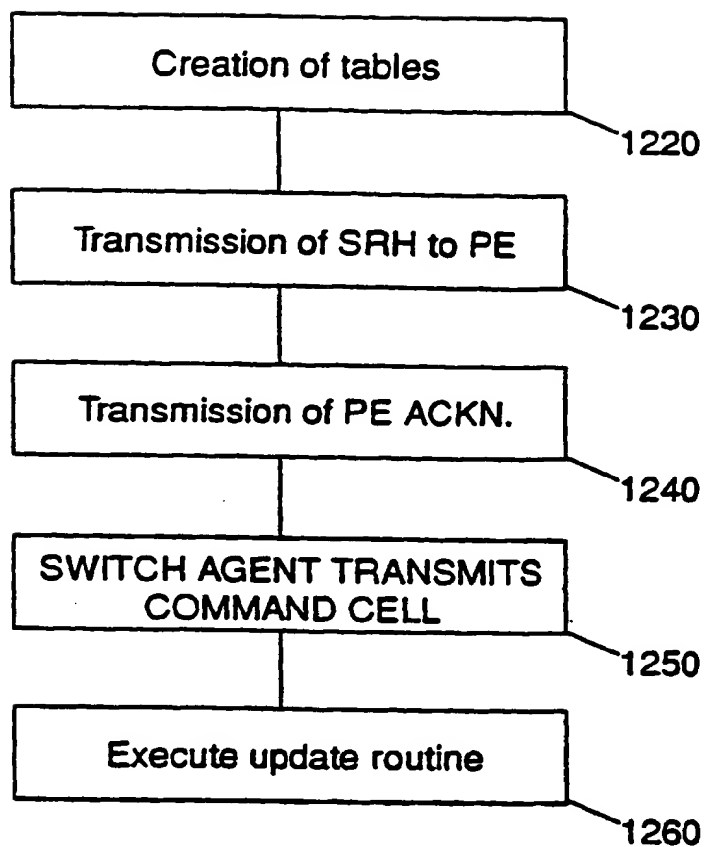 Creation of tables
1220
Transmission of SRH to PE
1230
Transmission of PE ACKN.
1240
SWITCH AGENT TRANSMITS
COMMAND CELL
1250
Execute update routine
1260